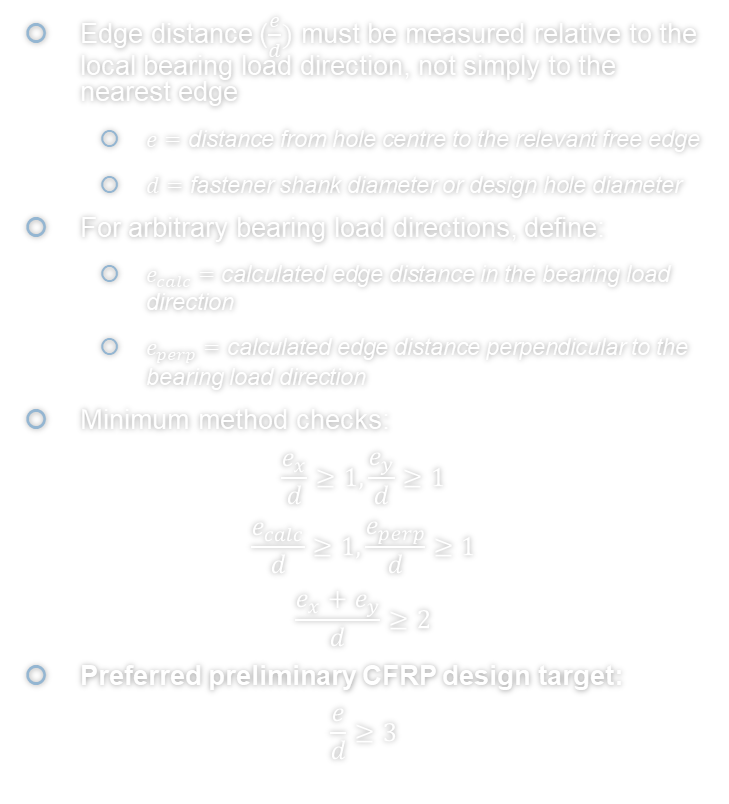 Edge distance (e/d) must be measured relative to the
local bearing load direction, not simply to the
nearest edge
e = distance from hole centre to the relevant free edge
d = fastener shank diameter or design hole diameter
For arbitrary bearing load directions, define:
e_calc = calculated edge distance in the bearing load
direction
e_perp = calculated edge distance perpendicular to the
bearing load direction
Minimum method checks:
e_x/d ≥ 1, e_y/d ≥ 1
e_calc/d ≥ 1, e_perp/d ≥ 1
(e_x + e_y)/d ≥ 2
Preferred preliminary CFRP design target:
e/d ≥ 3